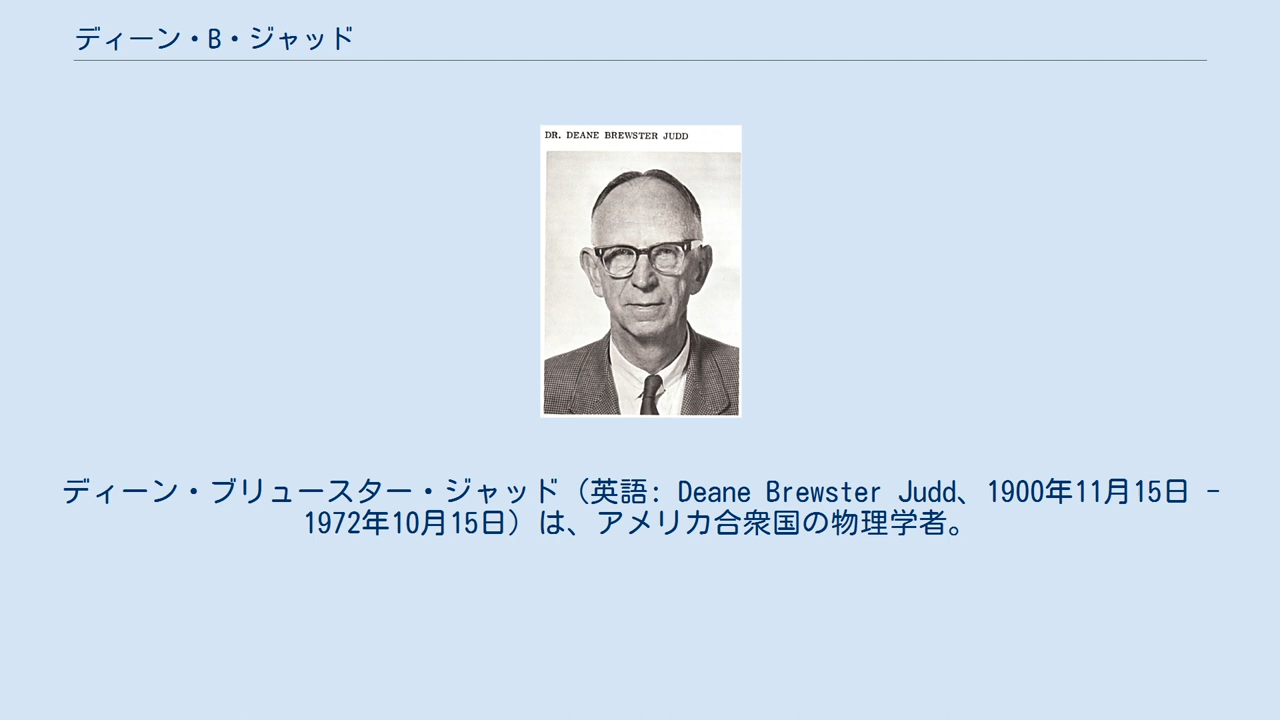 ディーン・B・ジャッド
DR. DEANE BREWSTER JUDD
ディーン・ブリュースター・ジャッド（英語: Deane Brewster Judd、1900年11月15日 -
1972年10月15日）は、アメリカ合衆国の物理学者。